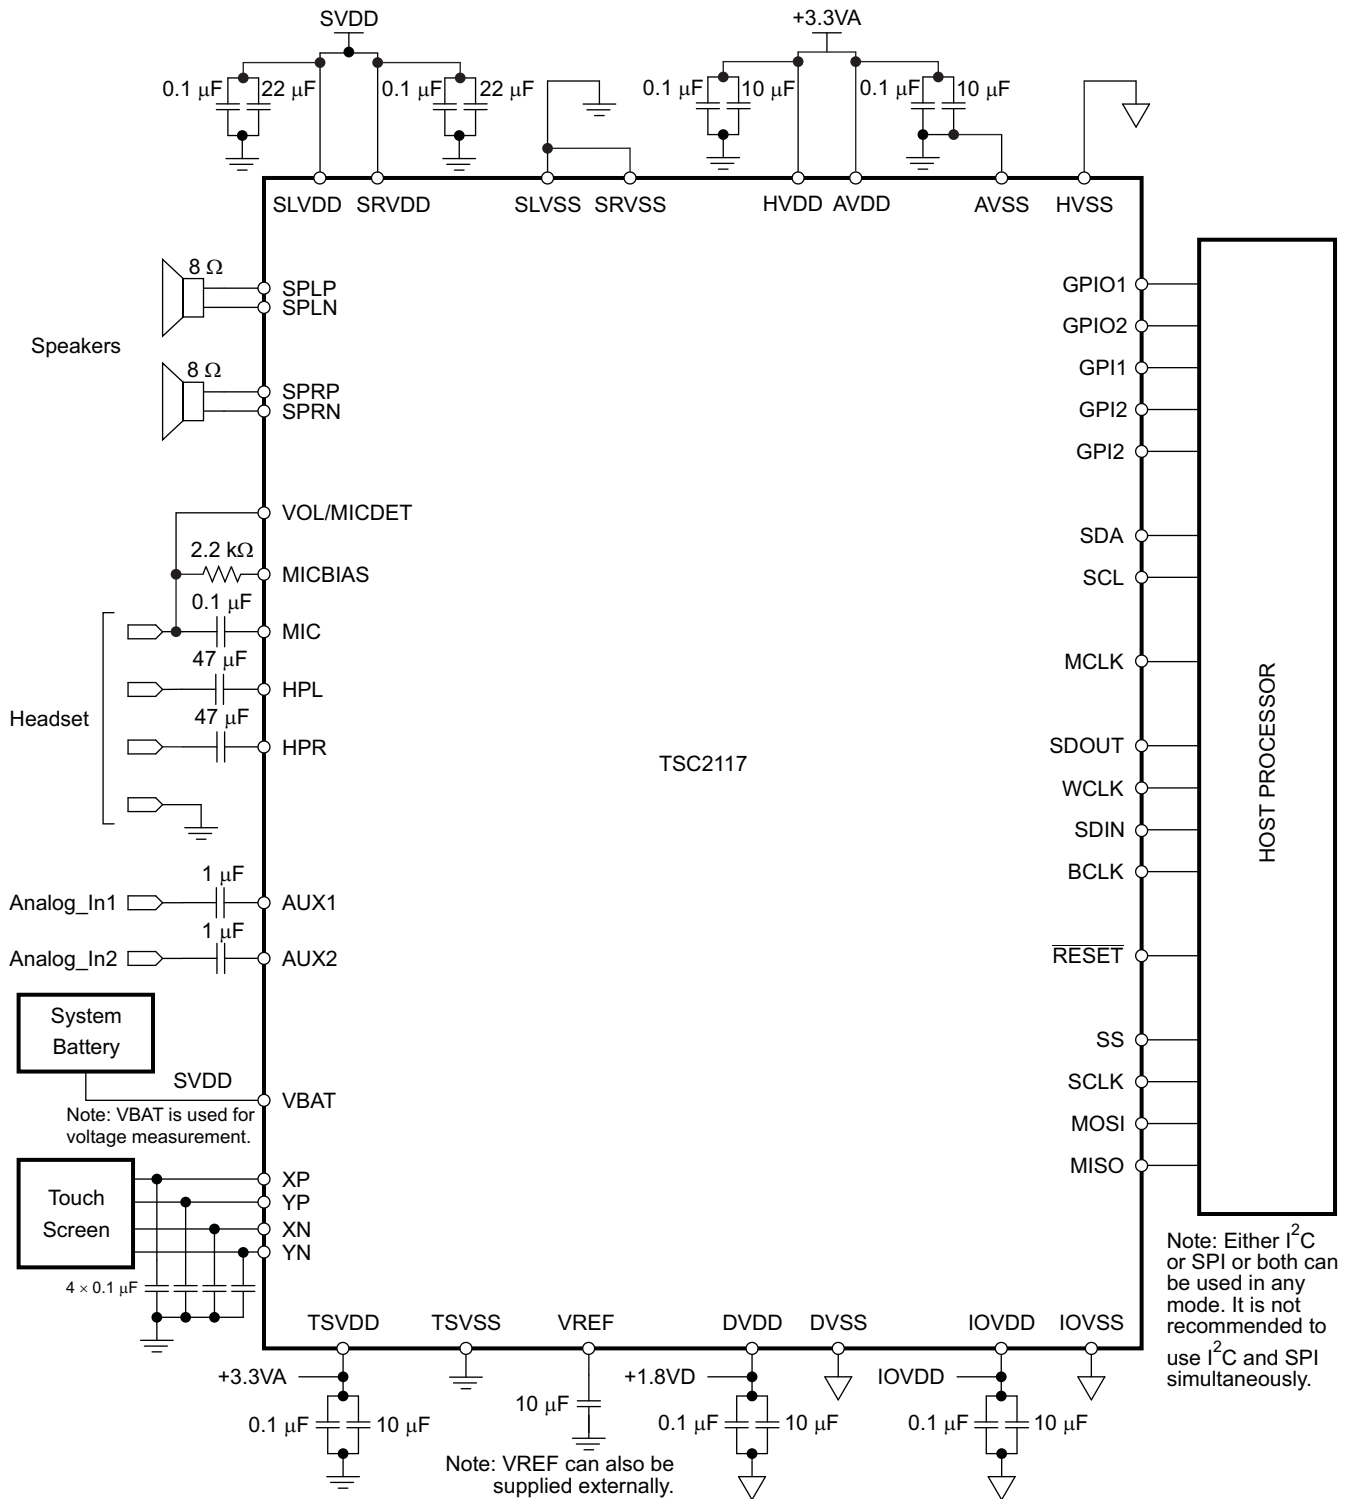 SVDD
+3.3VA
0.1 μF 22 μF 0.1 μF 22 μF 0.1 μF 10 μF 0.1 μF 10 μF
SLVDD SRVDD SLVSS SRVSS HVDD AVDD AVSS HVSS
8 Ω
SPLP
SPLN
Speakers
8 Ω
SPRP
SPRN
VOL/MICDET
2.2 kΩ
MICBIAS
0.1 μF
MIC
47 μF
HPL
Headset
47 μF
HPR
1 μF
Analog_In1
AUX1
1 μF
Analog_In2
AUX2
System
Battery
SVDD
VBAT
Note: VBAT is used for
voltage measurement.
Touch
Screen
XP
YP
XN
YN
4 × 0.1 μF
TSC2117
GPIO1
GPIO2
GPI1
GPI2
GPI2
SDA
SCL
MCLK
SDOUT
WCLK
SDIN
BCLK
RESET
SS
SCLK
MOSI
MISO
HOST PROCESSOR
Note: Either I²C
or SPI or both can
be used in any
mode. It is not
recommended to
use I²C and SPI
simultaneously.
TSVDD TSVSS VREF DVDD DVSS IOVDD IOVSS
+3.3VA +1.8VD IOVDD
0.1 μF 10 μF 10 μF 0.1 μF 10 μF 0.1 μF 10 μF
Note: VREF can also be
supplied externally.